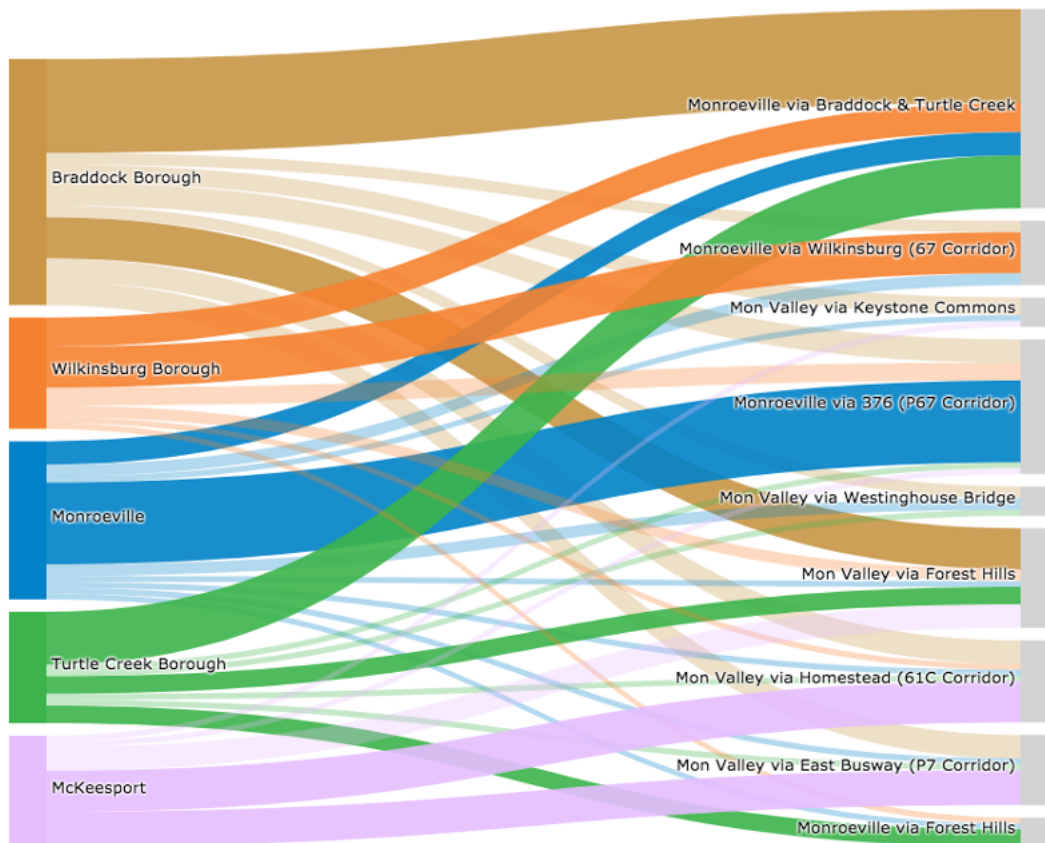 Braddock Borough
Wilkinsburg Borough
Monroeville
Turtle Creek Borough
McKeesport
Monroeville via Braddock & Turtle Creek
Monroeville via Wilkinsburg (67 Corridor)
Mon Valley via Keystone Commons
Monroeville via 376 (P67 Corridor)
Mon Valley via Westinghouse Bridge
Mon Valley via Forest Hills
Mon Valley via Homestead (61C Corridor)
Mon Valley via East Busway (P7 Corridor)
Monroeville via Forest Hills